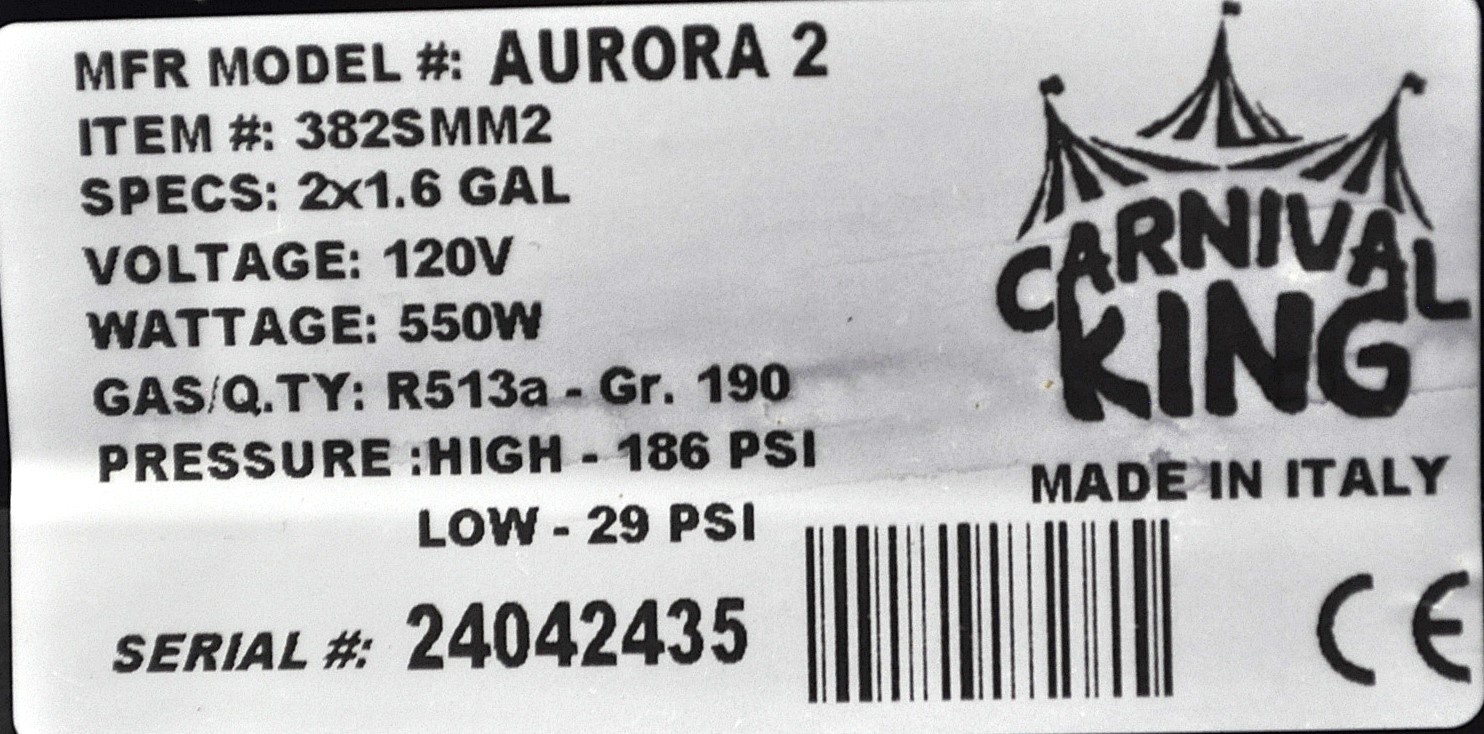 MFR MODEL #: AURORA 2
ITEM #: 382SMM2
SPECS: 2x1.6 GAL
VOLTAGE: 120V
WATTAGE: 550W
GAS/Q.TY: R513a - Gr. 190
PRESSURE :HIGH - 186 PSI
LOW - 29 PSI
SERIAL #: 24042435
CARNIVAL
KING
MADE IN ITALY
CE